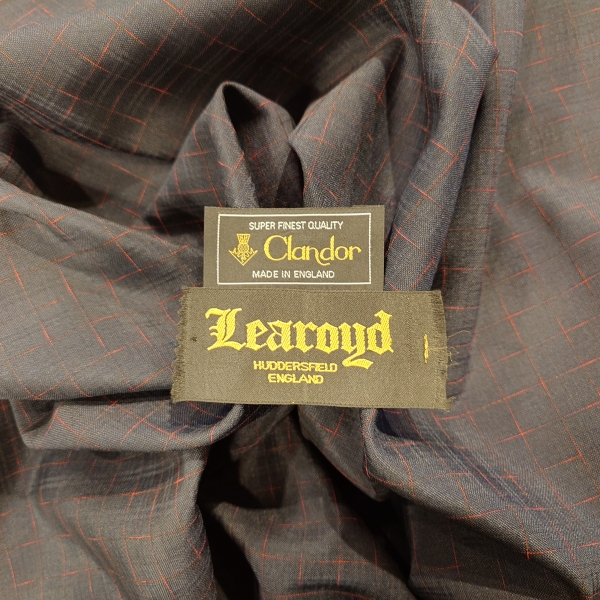 SUPER FINEST QUALITY
Clandor
MADE IN ENGLAND
Learoyd
HUDDERSFIELD
ENGLAND